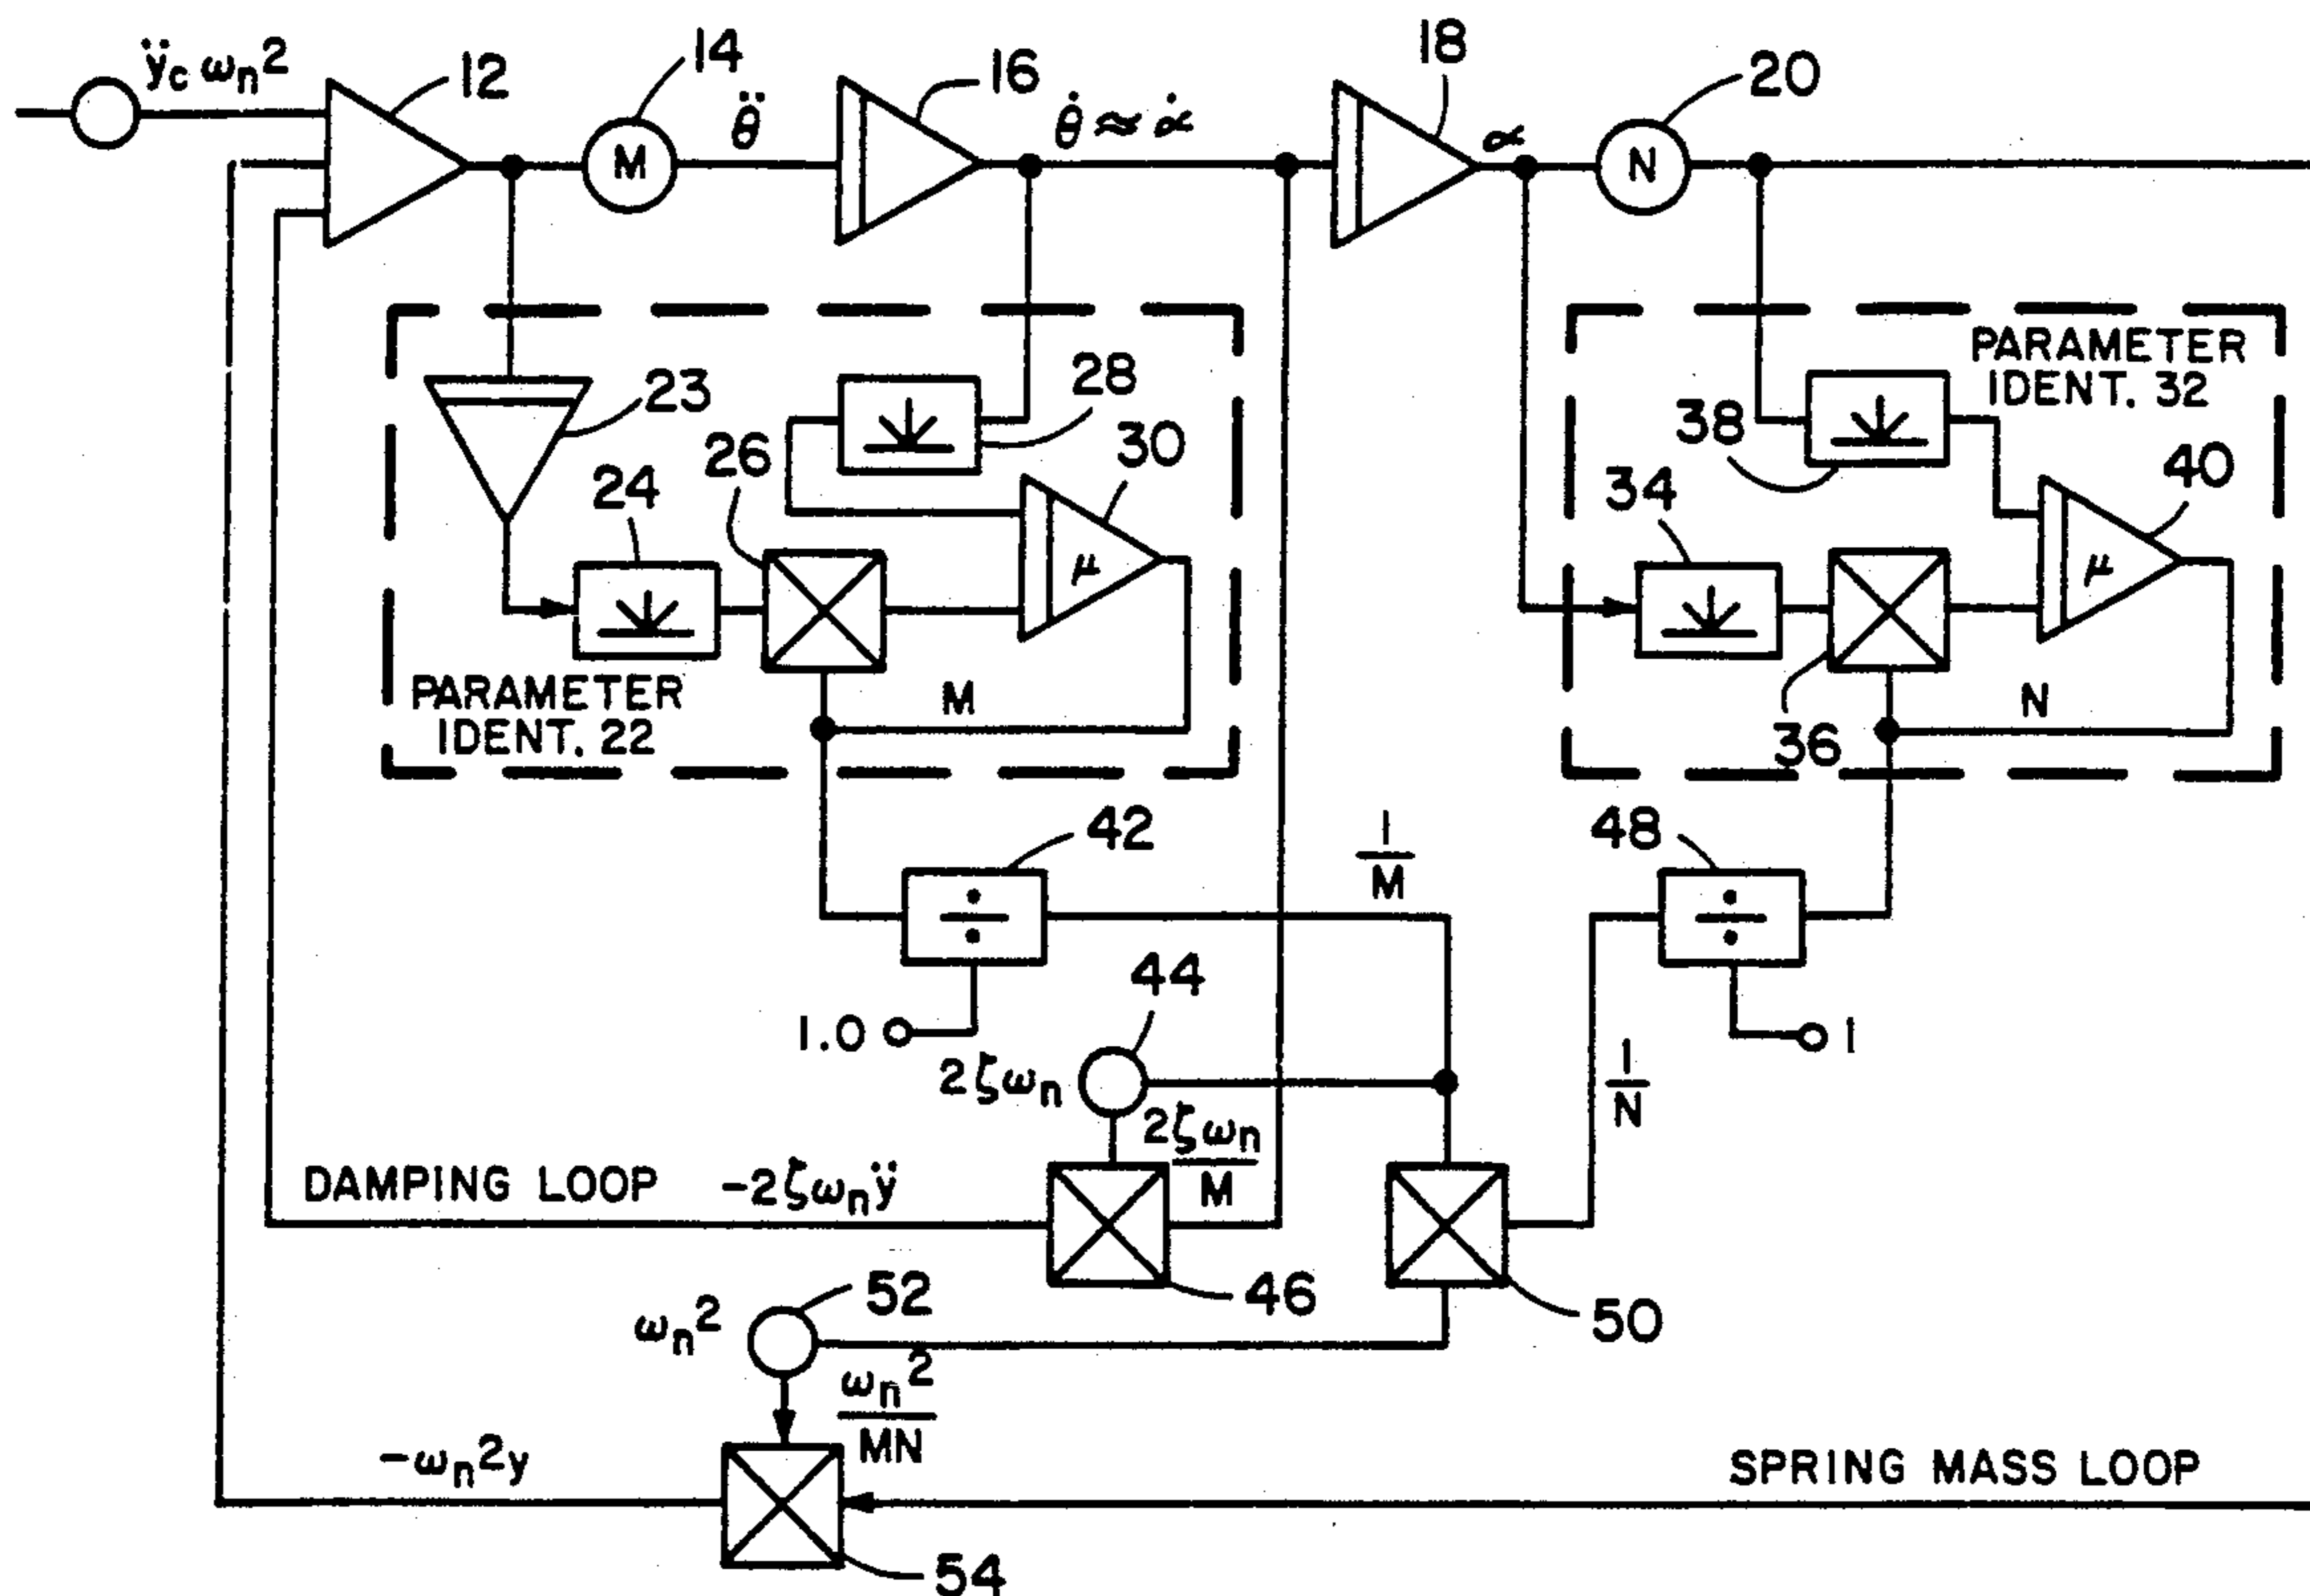 ÿc ωn²
12
14
M
θ̈
16
θ̇ ≈ α̇
18
α
20
N
23
24
26
28
30
μ
M
PARAMETER
IDENT. 22
PARAMETER
IDENT. 32
38
34
40
μ
36
N
42
÷
1/M
48
÷
1.0
44
1
2ζωn
2ζωn/M
1/N
DAMPING LOOP
-2ζωnÿ
46
50
ωn²
52
ωn²/MN
-ωn2y
SPRING MASS LOOP
54